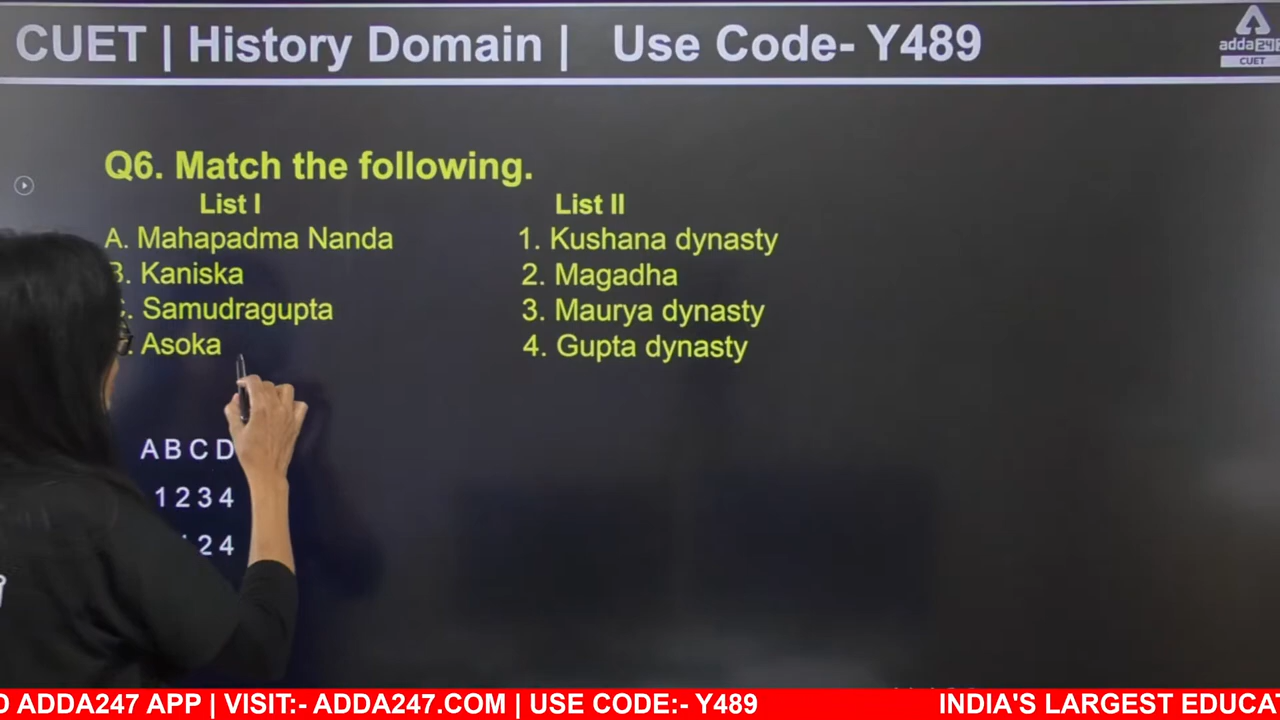 CUET | History Domain | Use Code- Y489
adda247
CUET
Q6. Match the following.
List I List II
A. Mahapadma Nanda 1. Kushana dynasty
B. Kaniska 2. Magadha
C. Samudragupta 3. Maurya dynasty
. Asoka 4. Gupta dynasty
A B C D
1 2 3 4
1 2 4
ADDA247 APP | VISIT:- ADDA247.COM | USE CODE:- Y489 INDIA'S LARGEST